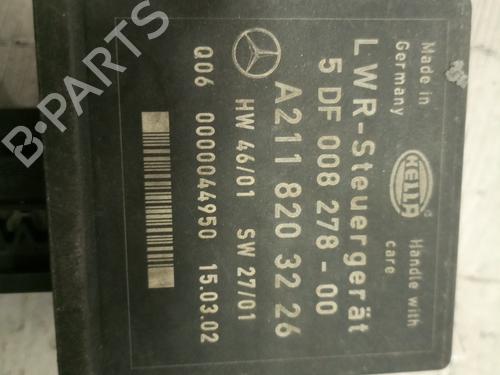 Made in
Germany
HELLA
Handle with
care
LWR-Steuergerät
5 DF 008 278-00
A211 820 32 26
HW 46/01 SW 27/01
Q06 0000044950 15.03.02
B-PARTS